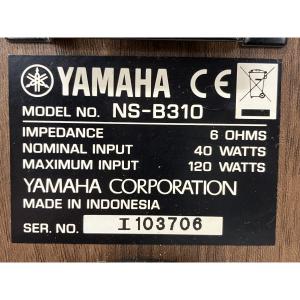 YAMAHA CE
MODEL NO. NS-B310
IMPEDANCE 6 OHMS
NOMINAL INPUT 40 WATTS
MAXIMUM INPUT 120 WATTS
YAMAHA CORPORATION
MADE IN INDONESIA
SER. NO. I 103706